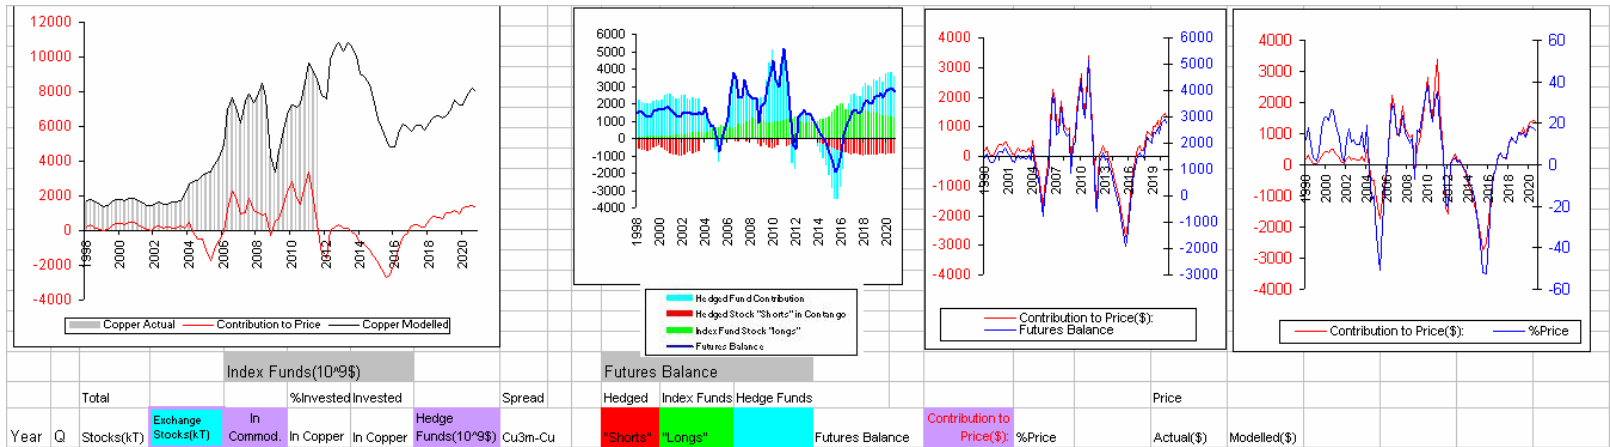 12000
10000
8000
6000
4000
2000
0
-2000
-4000
1998
2000
2002
2004
2006
2008
2010
2012
2014
2016
2018
2020
Copper Actual
Contribution to Price
Copper Modelled
6000
5000
4000
3000
2000
1000
0
-1000
-2000
-3000
-4000
1998
2000
2002
2004
2006
2008
2010
2012
2014
2016
2018
2020
Hedged Fund Contribution
Hedged Stock "Shorts" in Contango
Index Fund Stock "longs"
Futures Balance
4000
3000
2000
1000
0
-1000
-2000
-3000
-4000
6000
5000
4000
3000
2000
1000
0
-1000
-2000
-3000
2001
2004
2007
2010
2013
2016
2019
Contribution to Price($):
Futures Balance
4000
3000
2000
1000
0
-1000
-2000
-3000
-4000
60
40
20
0
-20
-40
-60
2000
2002
2004
2006
2008
2010
2012
2014
2016
2018
2020
Contribution to Price($):
%Price
Index Funds(10^9$)
Futures Balance
Total
%Invested
Invested
Spread
Hedged
Index Funds
Hedge Funds
Price
Year
Q
Stocks(kT)
Exchange
Stocks(kT)
In
Commod.
In Copper
In Copper
Hedge
Funds(10^9$)
Cu3m-Cu
"Shorts"
"Longs"
Futures Balance
Contribution to
Price($):
%Price
Actual($)
Modelled($)